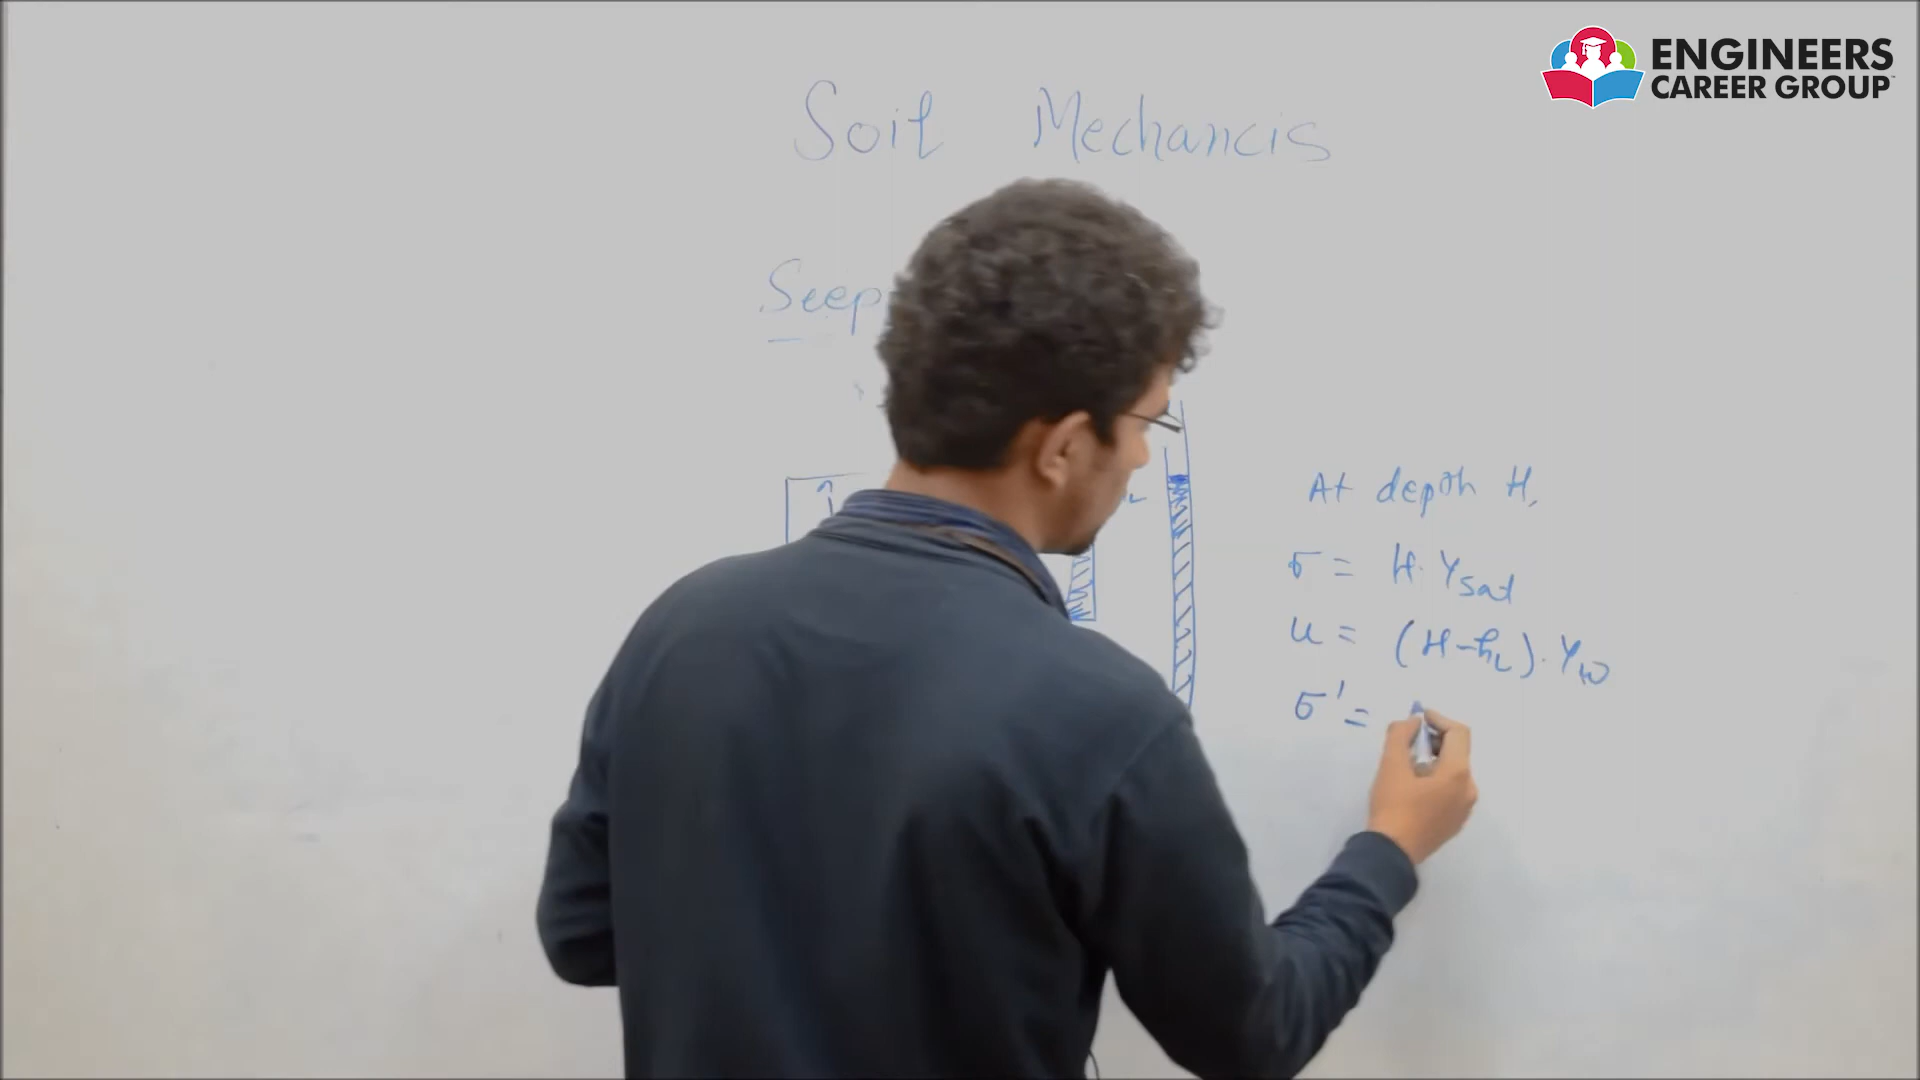 ENGINEERS
CAREER GROUP
Soil Mechancis
Seep
At depth H,
σ = H. γsat
u = (H-hL). γw
σ' =